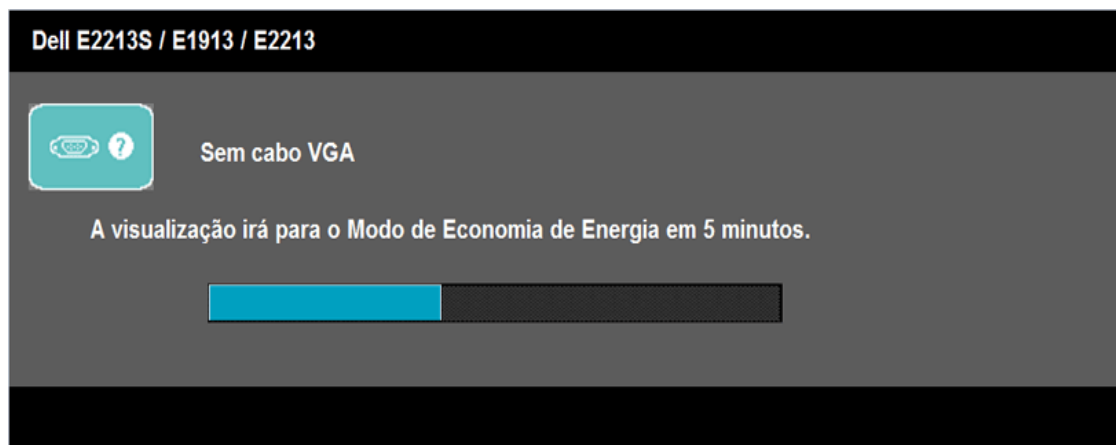 Dell E2213S / E1913 / E2213
?
Sem cabo VGA
A visualização irá para o Modo de Economia de Energia em 5 minutos.